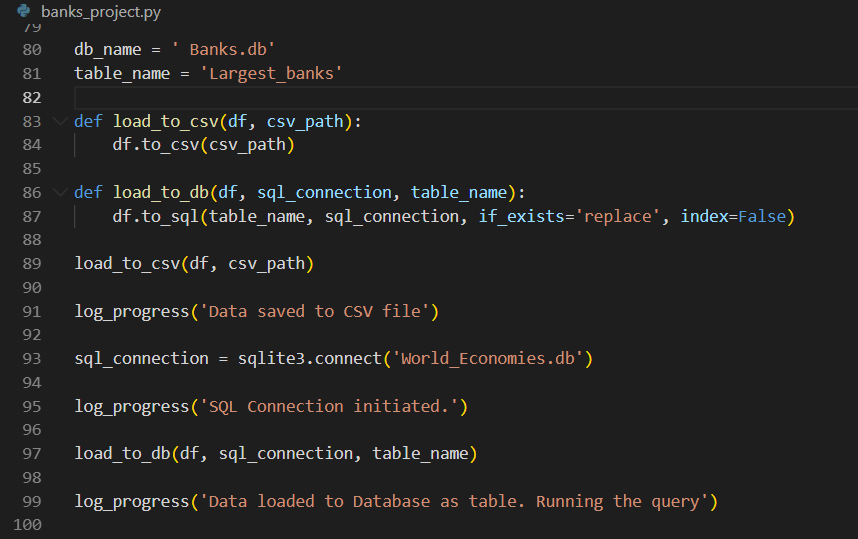 banks_project.py
79
80 db_name = ' Banks.db'
81 table_name = 'Largest_banks'
82
83 def load_to_csv(df, csv_path):
84     df.to_csv(csv_path)
85
86 def load_to_db(df, sql_connection, table_name):
87     df.to_sql(table_name, sql_connection, if_exists='replace', index=False)
88
89 load_to_csv(df, csv_path)
90
91 log_progress('Data saved to CSV file')
92
93 sql_connection = sqlite3.connect('World_Economies.db')
94
95 log_progress('SQL Connection initiated.')
96
97 load_to_db(df, sql_connection, table_name)
98
99 log_progress('Data loaded to Database as table. Running the query')
100